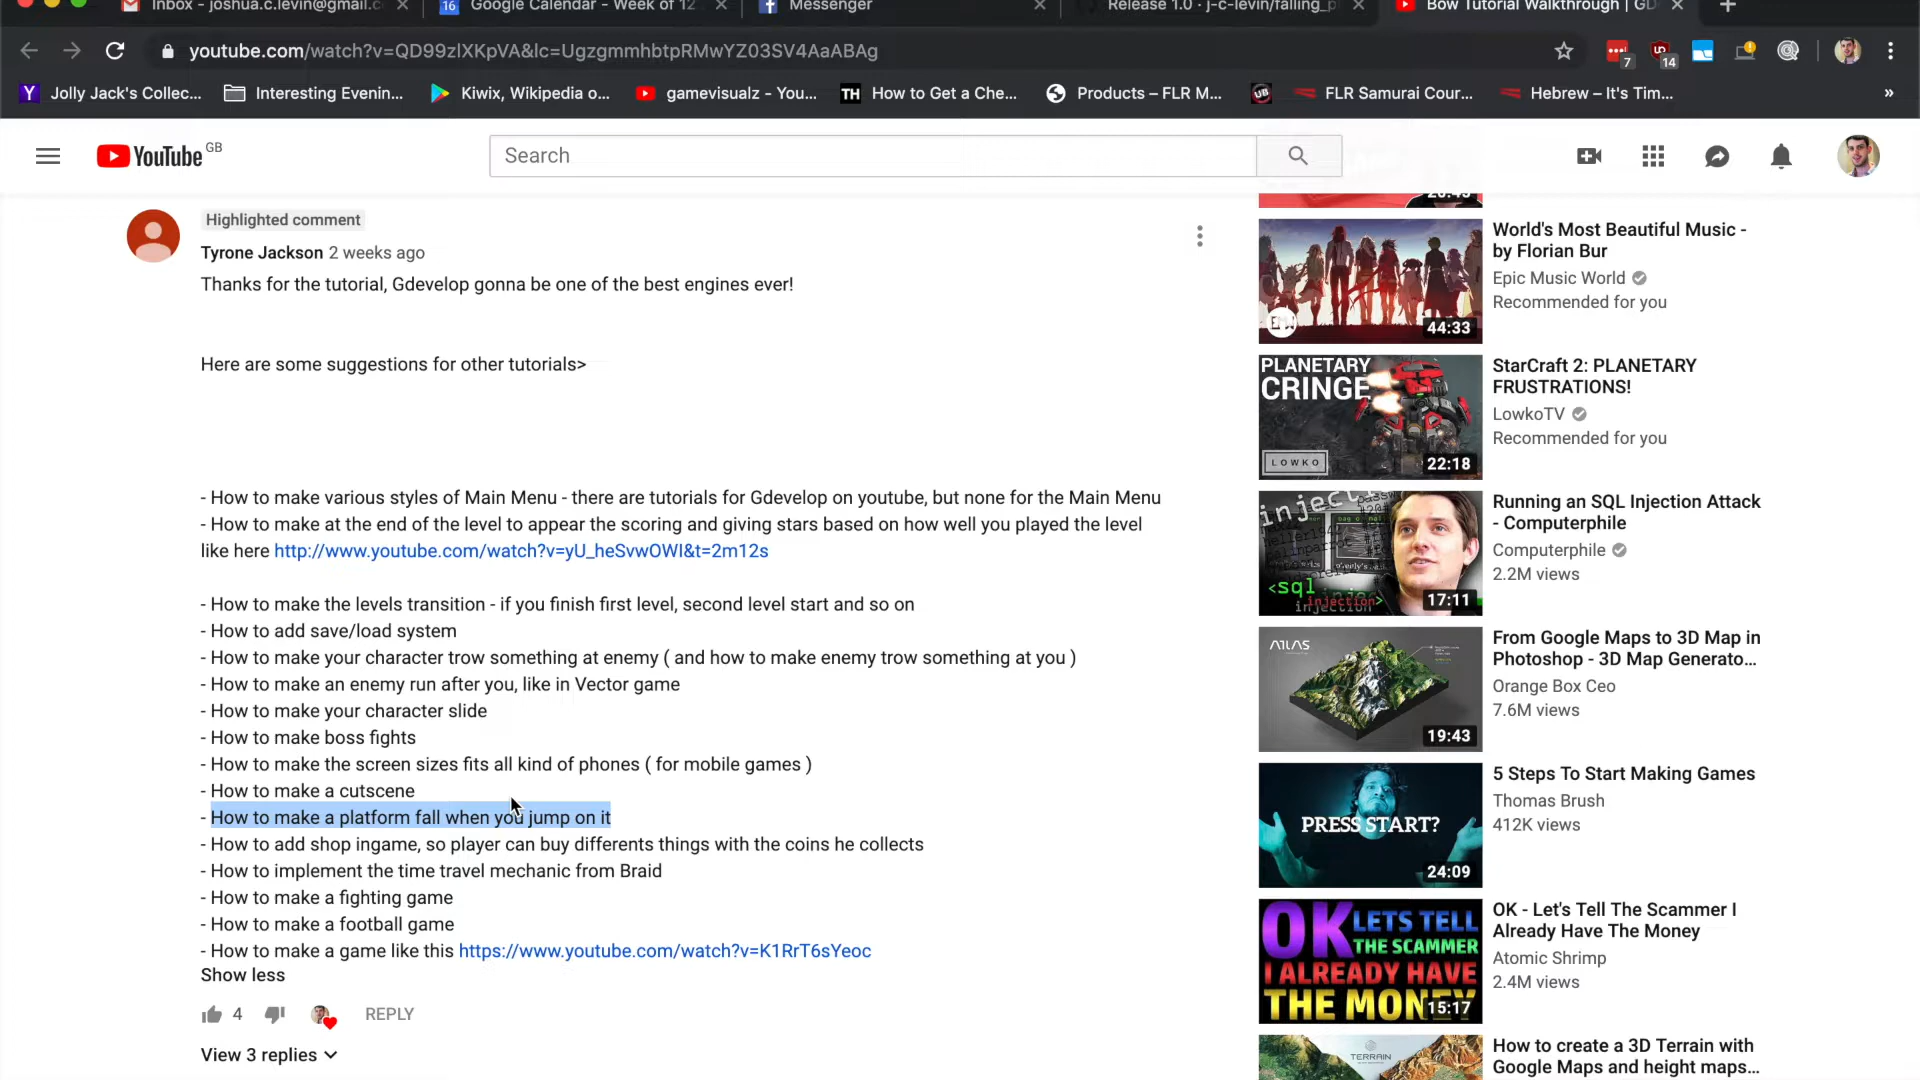 Inbox - joshua.c.levin@gmail.c
16 Google Calendar - Week of 12
Messenger
Release 1.0 · j-c-levin/falling_p
Bow Tutorial Walkthrough | GD
youtube.com/watch?v=QD99zlXKpVA&lc=UgzgmmhbtpRMwYZ03SV4AaABAg
7
14
Jolly Jack's Collec...
Interesting Evenin...
Kiwix, Wikipedia o...
gamevisualz - You...
TH How to Get a Che...
Products – FLR M...
UB
FLR Samurai Cour...
Hebrew – It's Tim...
»
YouTube GB
Search
Highlighted comment
Tyrone Jackson 2 weeks ago
Thanks for the tutorial, Gdevelop gonna be one of the best engines ever!
Here are some suggestions for other tutorials>
- How to make various styles of Main Menu - there are tutorials for Gdevelop on youtube, but none for the Main Menu
- How to make at the end of the level to appear the scoring and giving stars based on how well you played the level
like here http://www.youtube.com/watch?v=yU_heSvwOWI&t=2m12s
- How to make the levels transition - if you finish first level, second level start and so on
- How to add save/load system
- How to make your character trow something at enemy ( and how to make enemy trow something at you )
- How to make an enemy run after you, like in Vector game
- How to make your character slide
- How to make boss fights
- How to make the screen sizes fits all kind of phones ( for mobile games )
- How to make a cutscene
- How to make a platform fall when you jump on it
- How to add shop ingame, so player can buy differents things with the coins he collects
- How to implement the time travel mechanic from Braid
- How to make a fighting game
- How to make a football game
- How to make a game like this https://www.youtube.com/watch?v=K1RrT6sYeoc
Show less
4
REPLY
View 3 replies
World's Most Beautiful Music -
by Florian Bur
Epic Music World
Recommended for you
44:33
PLANETARY
CRINGE
LOWKO
22:18
StarCraft 2: PLANETARY
FRUSTRATIONS!
LowkoTV
Recommended for you
<sql
injection>
17:11
Running an SQL Injection Attack
- Computerphile
Computerphile
2.2M views
ATLAS
19:43
From Google Maps to 3D Map in
Photoshop - 3D Map Generato...
Orange Box Ceo
7.6M views
PRESS START?
24:09
5 Steps To Start Making Games
Thomas Brush
412K views
OK LETS TELL
THE SCAMMER
I ALREADY HAVE
THE MONEY
15:17
OK - Let's Tell The Scammer I
Already Have The Money
Atomic Shrimp
2.4M views
TERRAIN
How to create a 3D Terrain with
Google Maps and height maps...